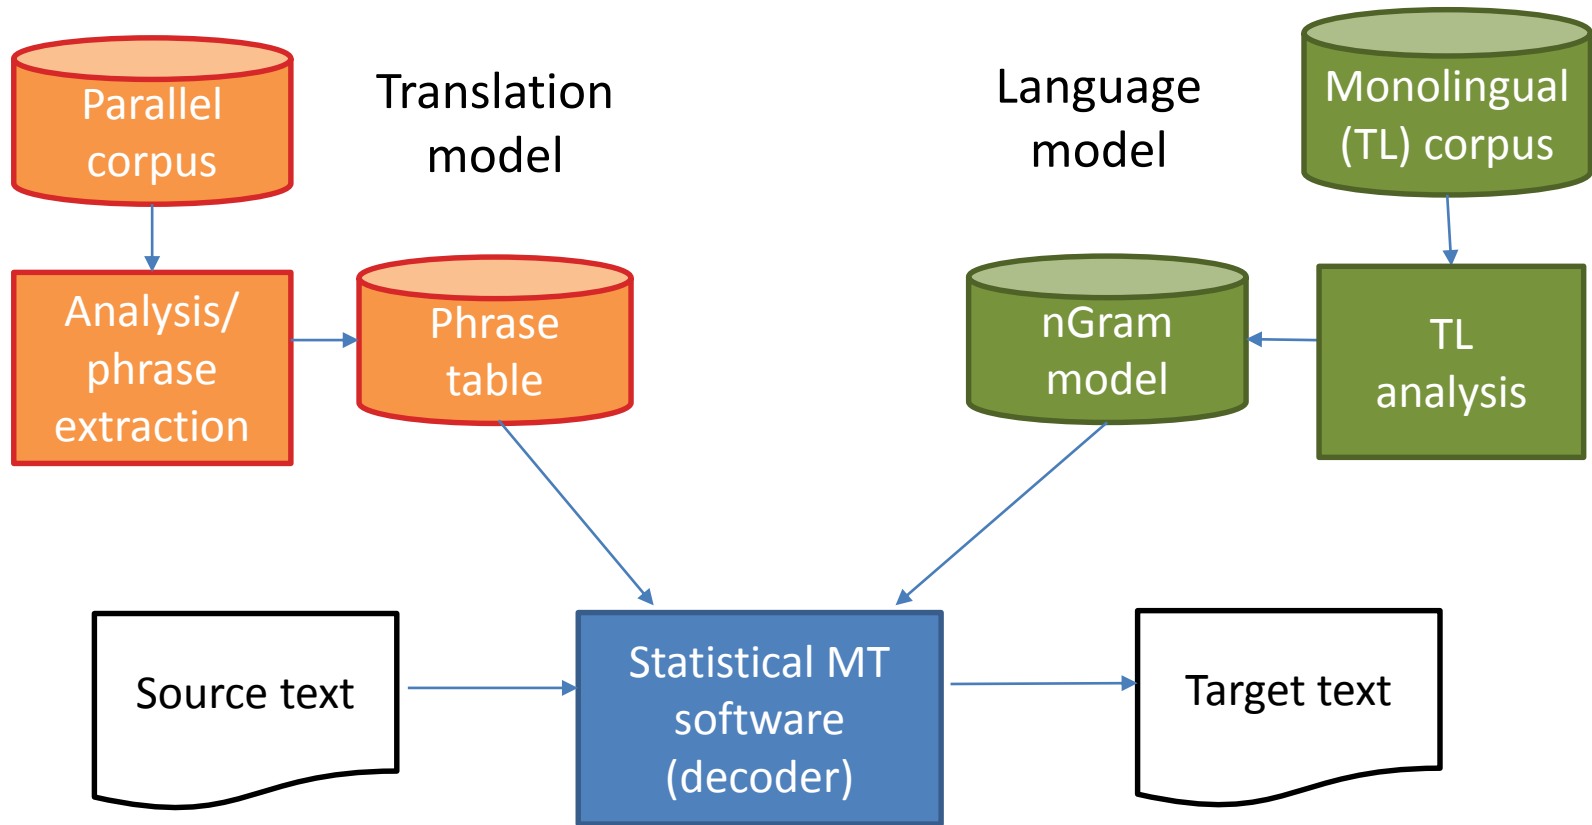 Parallel
corpus
Translation
model
Language
model
Monolingual
(TL) corpus
Analysis/
phrase
extraction
Phrase
table
nGram
model
TL
analysis
Source text
Statistical MT
software
(decoder)
Target text